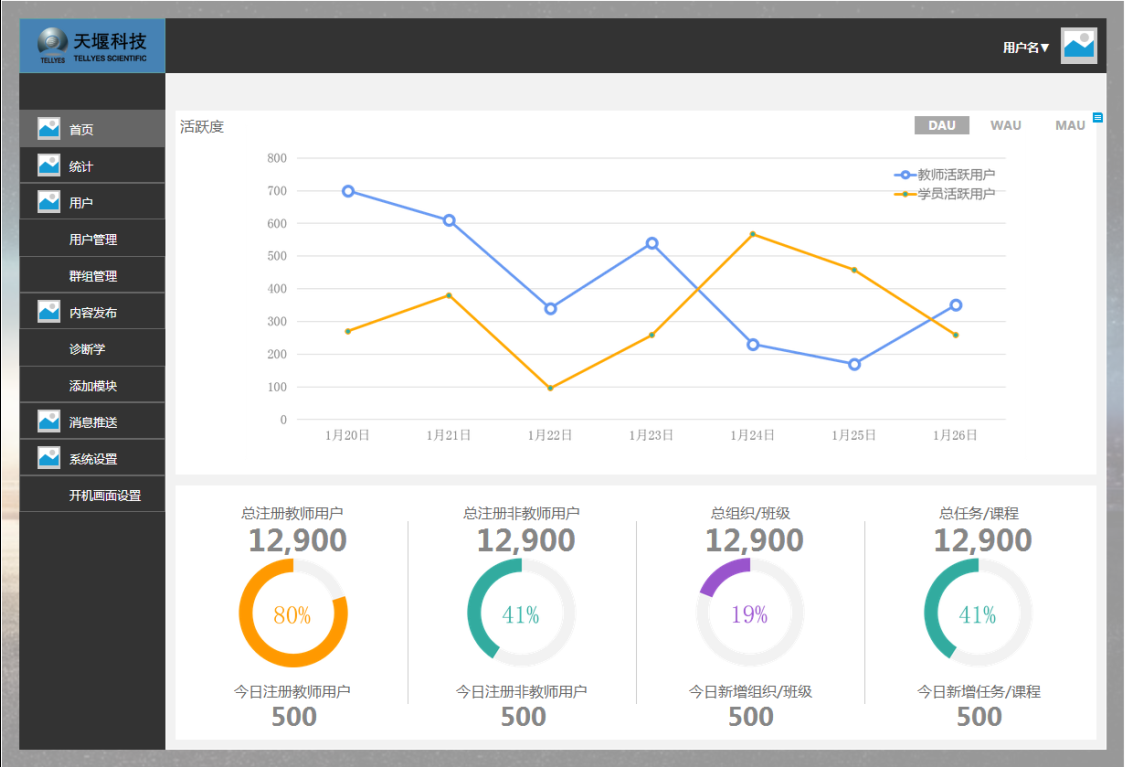 天堰科技
TELLYES TELLYES SCIENTIFIC
用户名▼
首页
统计
用户
用户管理
群组管理
内容发布
诊断学
添加模块
消息推送
系统设置
开机画面设置
活跃度
DAU WAU MAU
教师活跃用户
学员活跃用户
800
700
600
500
400
300
200
100
0
1月20日 1月21日 1月22日 1月23日 1月24日 1月25日 1月26日
总注册教师用户 总注册非教师用户 总组织/班级 总任务/课程
12,900 12,900 12,900 12,900
80% 41% 19% 41%
今日注册教师用户 今日注册非教师用户 今日新增组织/班级 今日新增任务/课程
500 500 500 500